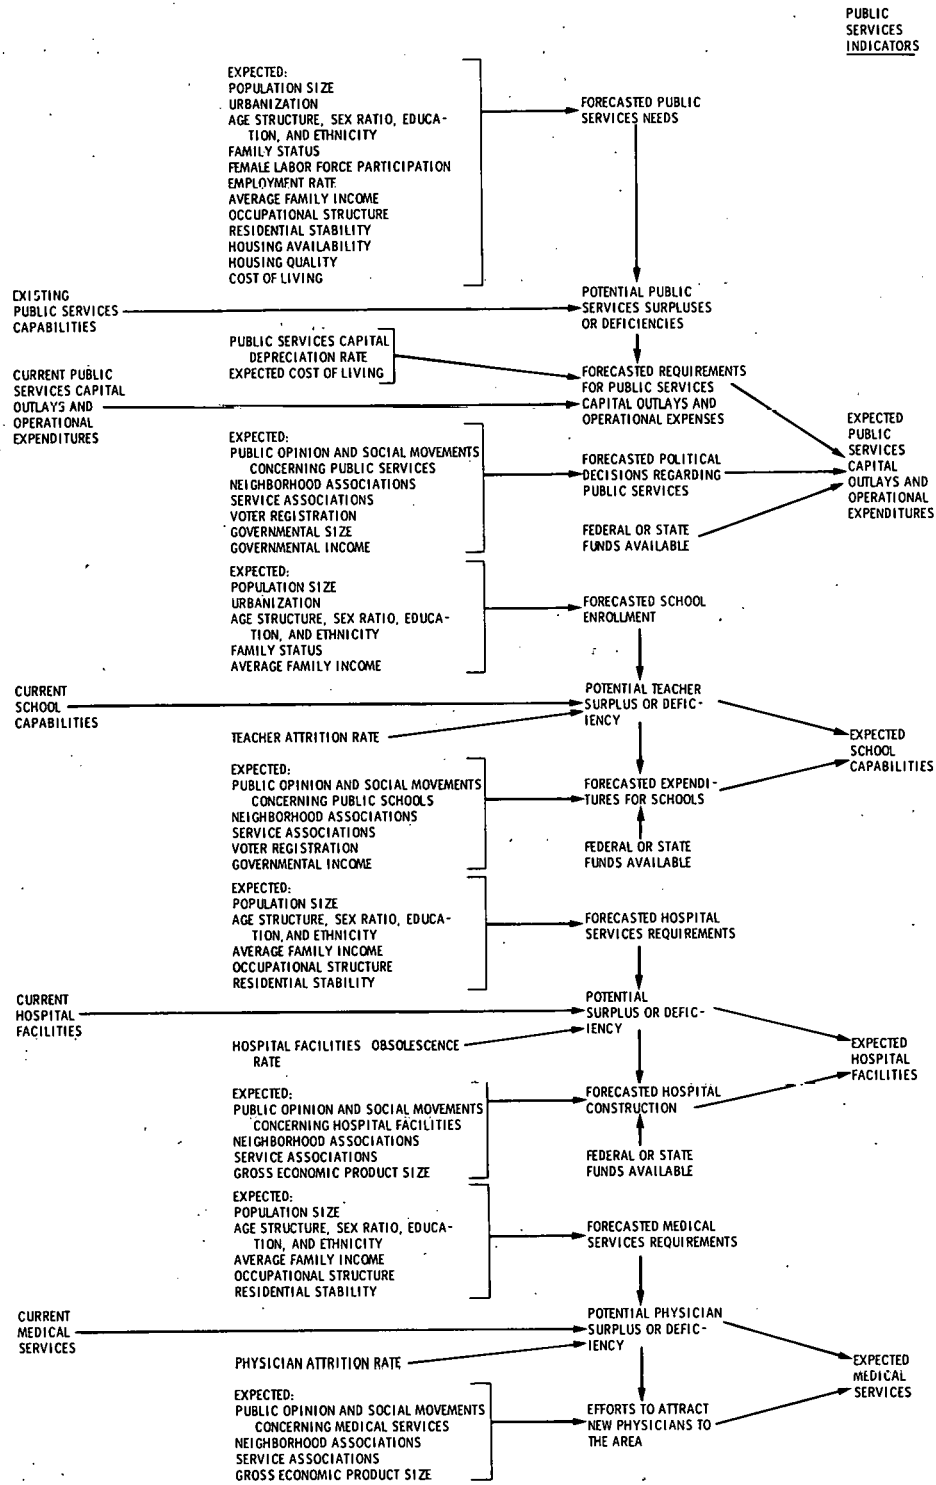 PUBLIC
SERVICES
INDICATORS
EXPECTED:
POPULATION SIZE
URBANIZATION
AGE STRUCTURE, SEX RATIO, EDUCA-
TION, AND ETHNICITY
FAMILY STATUS
FEMALE LABOR FORCE PARTICIPATION
EMPLOYMENT RATE
AVERAGE FAMILY INCOME
OCCUPATIONAL STRUCTURE
RESIDENTIAL STABILITY
HOUSING AVAILABILITY
HOUSING QUALITY
COST OF LIVING
FORECASTED PUBLIC
SERVICES NEEDS
EXISTING
PUBLIC SERVICES
CAPABILITIES
POTENTIAL PUBLIC
SERVICES SURPLUSES
OR DEFICIENCIES
PUBLIC SERVICES CAPITAL
DEPRECIATION RATE
EXPECTED COST OF LIVING
CURRENT PUBLIC
SERVICES CAPITAL
OUTLAYS AND
OPERATIONAL
EXPENDITURES
FORECASTED REQUIREMENTS
FOR PUBLIC SERVICES
CAPITAL OUTLAYS AND
OPERATIONAL EXPENSES
EXPECTED:
PUBLIC OPINION AND SOCIAL MOVEMENTS
CONCERNING PUBLIC SERVICES
NEIGHBORHOOD ASSOCIATIONS
SERVICE ASSOCIATIONS
VOTER REGISTRATION
GOVERNMENTAL SIZE
GOVERNMENTAL INCOME
FORECASTED POLITICAL
DECISIONS REGARDING
PUBLIC SERVICES
FEDERAL OR STATE
FUNDS AVAILABLE
EXPECTED
PUBLIC
SERVICES
CAPITAL
OUTLAYS AND
OPERATIONAL
EXPENDITURES
EXPECTED:
POPULATION SIZE
URBANIZATION
AGE STRUCTURE, SEX RATIO, EDUCA-
TION, AND ETHNICITY
FAMILY STATUS
AVERAGE FAMILY INCOME
FORECASTED SCHOOL
ENROLLMENT
CURRENT
SCHOOL
CAPABILITIES
POTENTIAL TEACHER
SURPLUS OR DEFIC-
IENCY
TEACHER ATTRITION RATE
EXPECTED
SCHOOL
CAPABILITIES
EXPECTED:
PUBLIC OPINION AND SOCIAL MOVEMENTS
CONCERNING PUBLIC SCHOOLS
NEIGHBORHOOD ASSOCIATIONS
SERVICE ASSOCIATIONS
VOTER REGISTRATION
GOVERNMENTAL INCOME
FORECASTED EXPENDI-
TURES FOR SCHOOLS
FEDERAL OR STATE
FUNDS AVAILABLE
EXPECTED:
POPULATION SIZE
AGE STRUCTURE, SEX RATIO, EDUCA-
TION, AND ETHNICITY
AVERAGE FAMILY INCOME
OCCUPATIONAL STRUCTURE
RESIDENTIAL STABILITY
FORECASTED HOSPITAL
SERVICES REQUIREMENTS
CURRENT
HOSPITAL
FACILITIES
POTENTIAL
SURPLUS OR DEFIC-
IENCY
HOSPITAL FACILITIES OBSOLESCENCE
RATE
EXPECTED
HOSPITAL
FACILITIES
EXPECTED:
PUBLIC OPINION AND SOCIAL MOVEMENTS
CONCERNING HOSPITAL FACILITIES
NEIGHBORHOOD ASSOCIATIONS
SERVICE ASSOCIATIONS
GROSS ECONOMIC PRODUCT SIZE
FORECASTED HOSPITAL
CONSTRUCTION
FEDERAL OR STATE
FUNDS AVAILABLE
EXPECTED:
POPULATION SIZE
AGE STRUCTURE, SEX RATIO, EDUCA-
TION, AND ETHNICITY
AVERAGE FAMILY INCOME
OCCUPATIONAL STRUCTURE
RESIDENTIAL STABILITY
FORECASTED MEDICAL
SERVICES REQUIREMENTS
CURRENT
MEDICAL
SERVICES
POTENTIAL PHYSICIAN
SURPLUS OR DEFIC-
IENCY
PHYSICIAN ATTRITION RATE
EXPECTED
MEDICAL
SERVICES
EXPECTED:
PUBLIC OPINION AND SOCIAL MOVEMENTS
CONCERNING MEDICAL SERVICES
NEIGHBORHOOD ASSOCIATIONS
SERVICE ASSOCIATIONS
GROSS ECONOMIC PRODUCT SIZE
EFFORTS TO ATTRACT
NEW PHYSICIANS TO
THE AREA